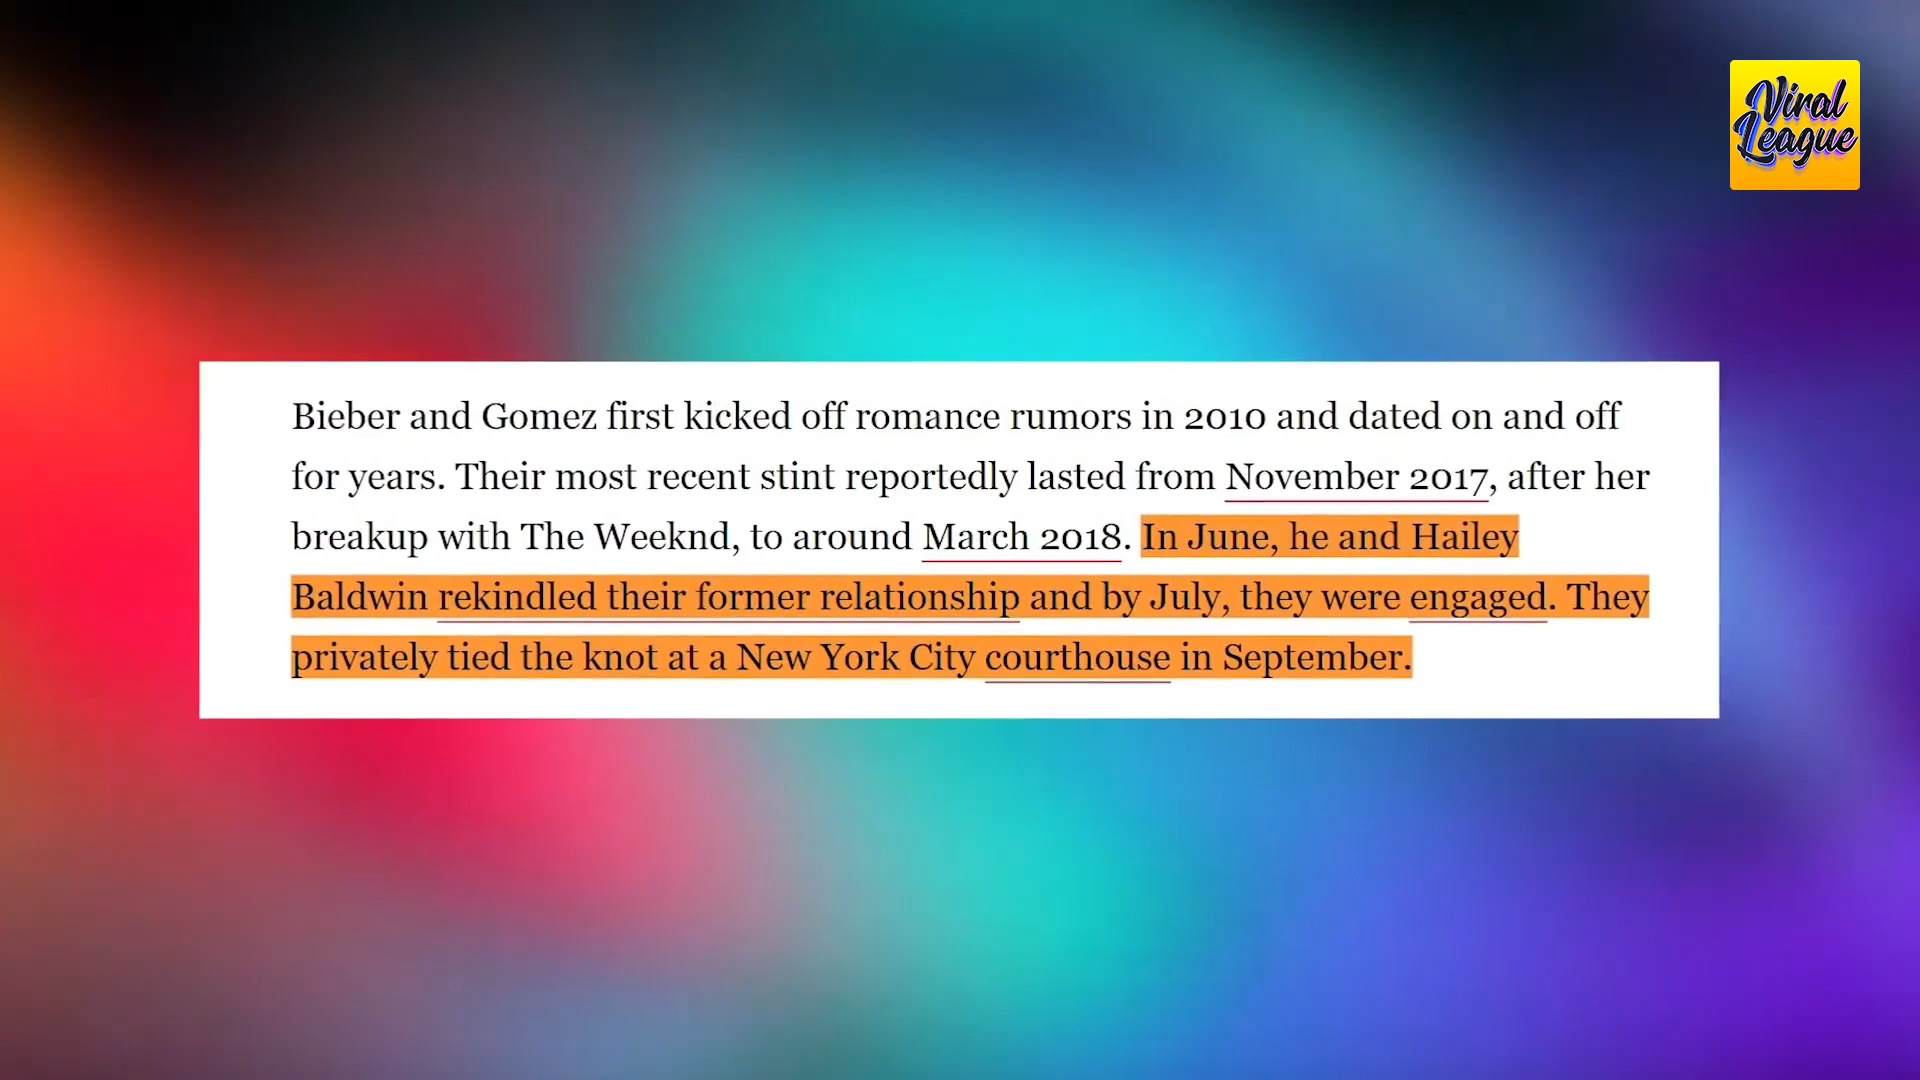 Viral
League
Bieber and Gomez first kicked off romance rumors in 2010 and dated on and off
for years. Their most recent stint reportedly lasted from November 2017, after her
breakup with The Weeknd, to around March 2018. In June, he and Hailey
Baldwin rekindled their former relationship and by July, they were engaged. They
privately tied the knot at a New York City courthouse in September.